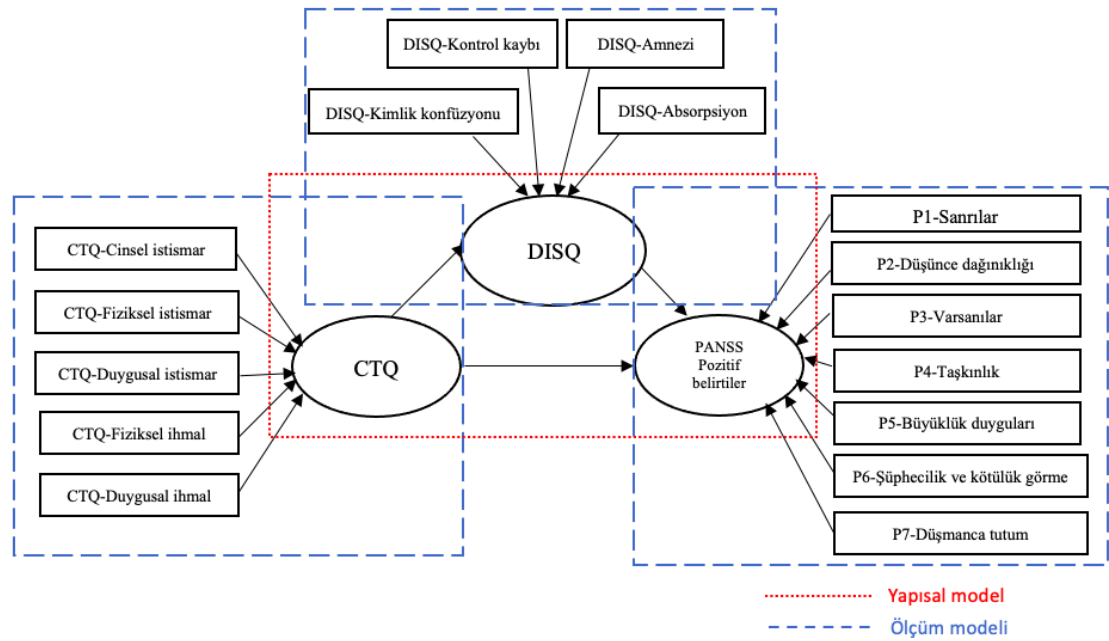 DISQ-Kontrol kaybı
DISQ-Amnezi
DISQ-Kimlik konfüzyonu
DISQ-Absorpsiyon
DISQ
CTQ-Cinsel istismar
CTQ-Fiziksel istismar
CTQ-Duygusal istismar
CTQ-Fiziksel ihmal
CTQ-Duygusal ihmal
CTQ
PANSS
Pozitif
belirtiler
P1-Sanrılar
P2-Düşünce dağınıklığı
P3-Varsanılar
P4-Taşkınlık
P5-Büyüklük duyguları
P6-Şüphecilik ve kötülük görme
P7-Düşmanca tutum
Yapısal model
Ölçüm modeli